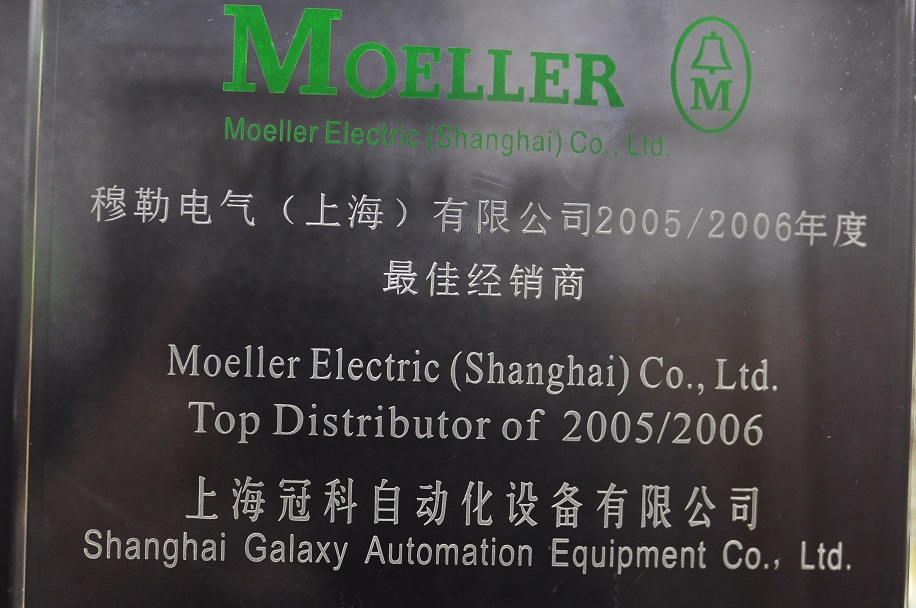 MOELLER
M
Moeller Electric (Shanghai) Co., Ltd.
穆勒电气（上海）有限公司2005/2006年度
最佳经销商
Moeller Electric (Shanghai) Co., Ltd.
Top Distributor of 2005/2006
上海冠科自动化设备有限公司
Shanghai Galaxy Automation Equipment Co., Ltd.